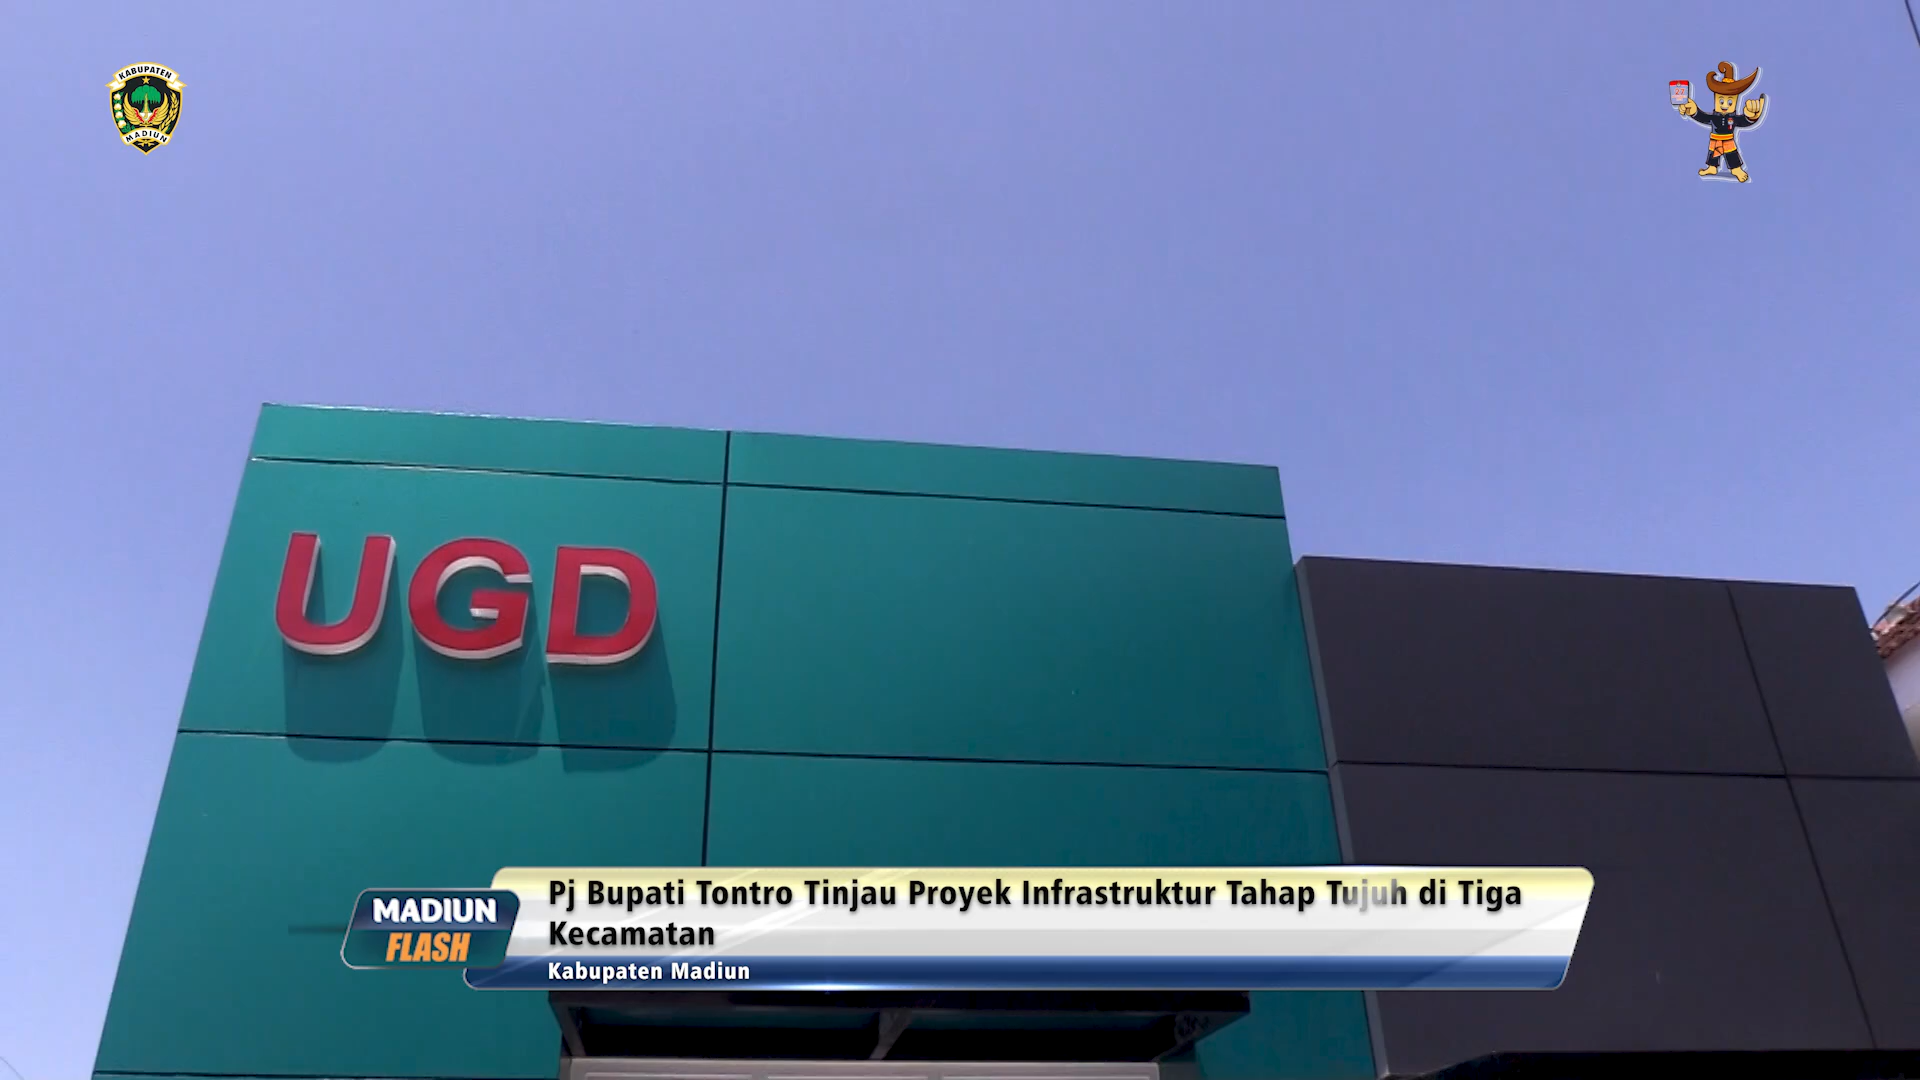 KABUPATEN
MADIUN
UGD
Pj Bupati Tontro Tinjau Proyek Infrastruktur Tahap Tujuh di Tiga
Kecamatan
MADIUN
FLASH
Kabupaten Madiun